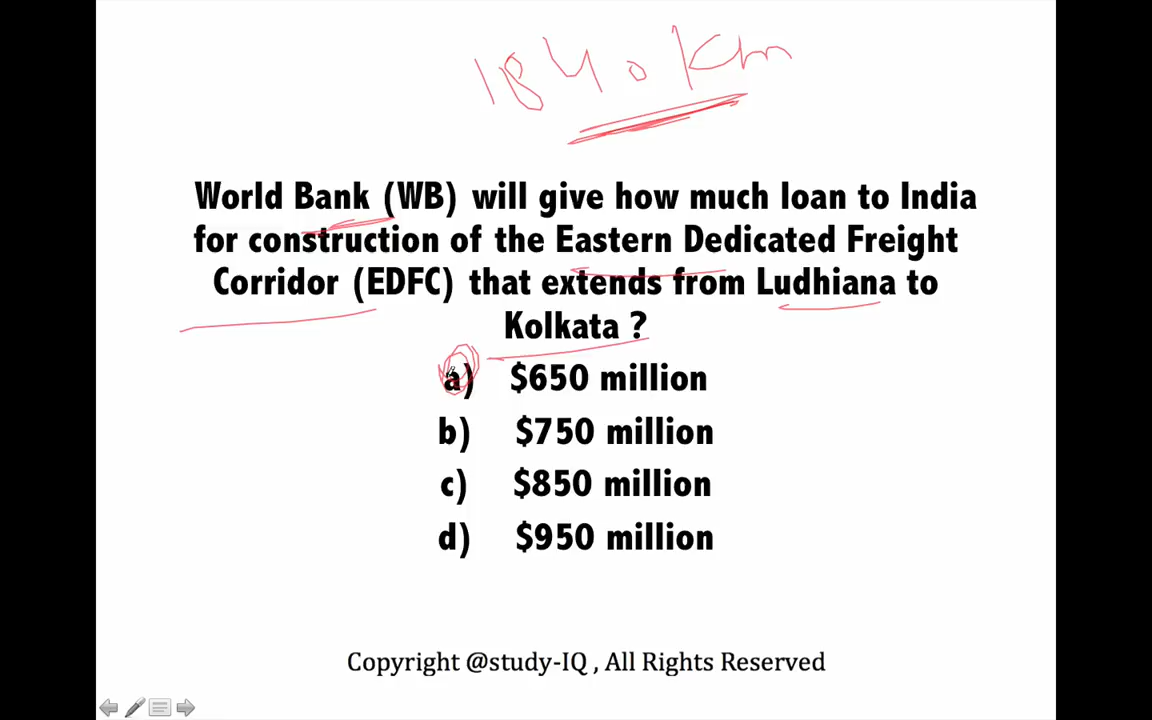 1840 Km
World Bank (WB) will give how much loan to India
for construction of the Eastern Dedicated Freight
Corridor (EDFC) that extends from Ludhiana to
Kolkata ?
a) $650 million
b) $750 million
c) $850 million
d) $950 million
Copyright @study-IQ , All Rights Reserved